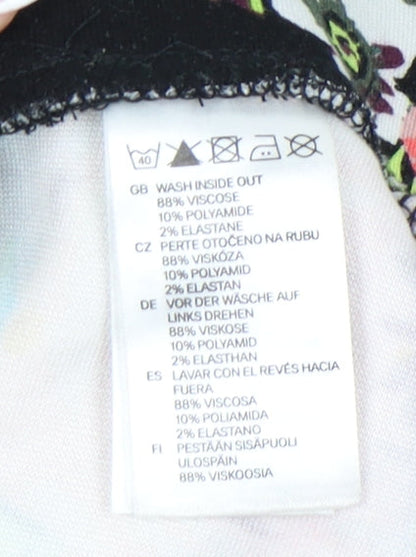 40
GB WASH INSIDE OUT
88% VISCOSE
10% POLYAMIDE
2% ELASTANE
CZ PERTE OTOČENO NA RUBU
88% VISKÓZA
10% POLYAMID
2% ELASTAN
DE VOR DER WÄSCHE AUF
LINKS DREHEN
88% VISKOSE
10% POLYAMID
2% ELASTHAN
ES LAVAR CON EL REVÉS HACIA
FUERA
88% VISCOSA
10% POLIAMIDA
2% ELASTANO
FI PESTÄÄN SISÄPUOLI
ULOSPÄIN
88% VISKOOSIA